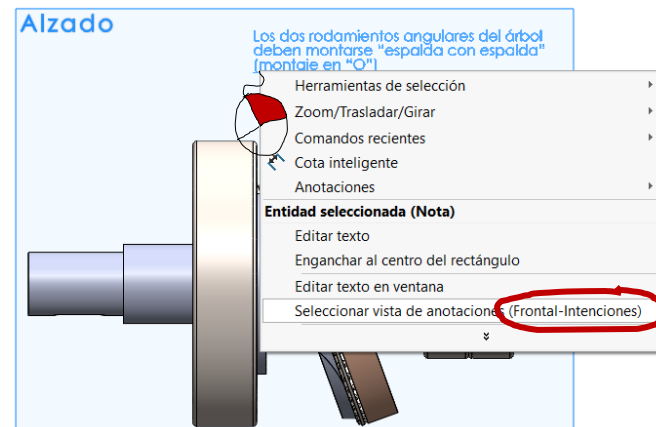 Alzado
Los dos rodamientos angulares del árbol
deben montarse “espalda con espalda”
(montaje en “O”)
Herramientas de selección
Zoom/Trasladar/Girar
Comandos recientes
Cota inteligente
Anotaciones
Entidad seleccionada (Nota)
Editar texto
Enganchar al centro del rectángulo
Editar texto en ventana
Seleccionar vista de anotaciones (Frontal-Intenciones)